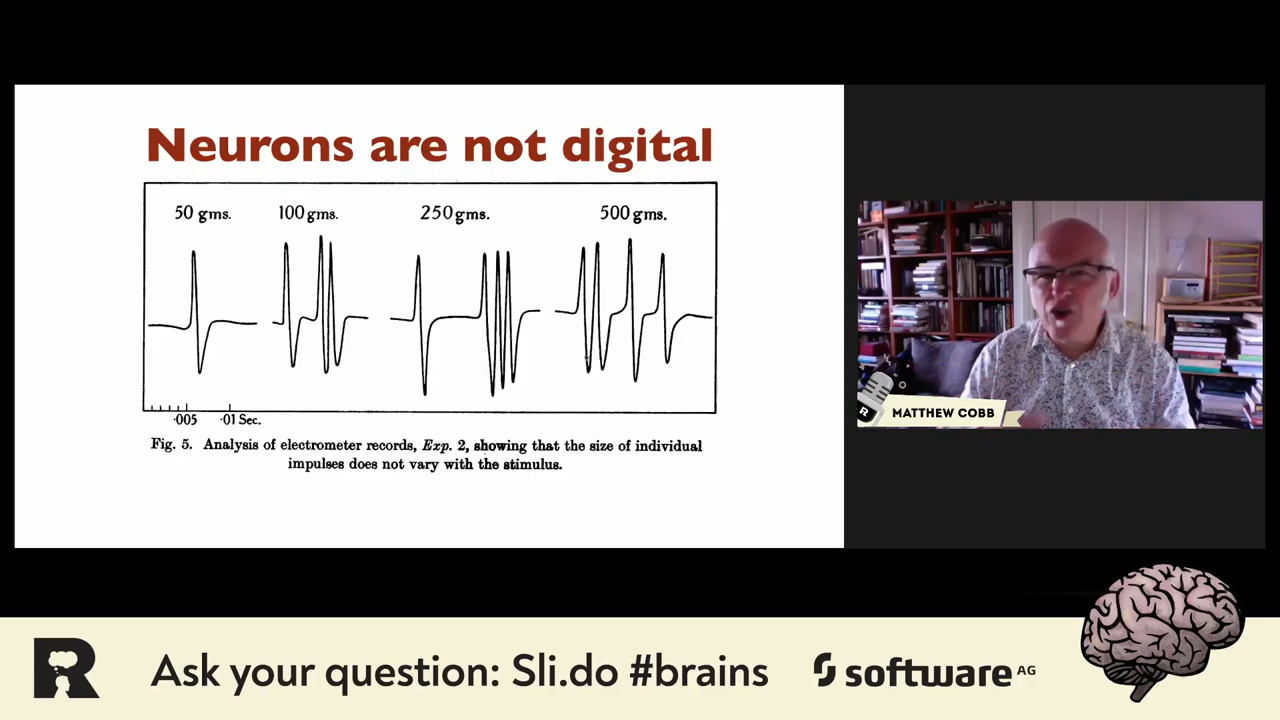 Neurons are not digital
50 gms. 100 gms. 250 gms. 500 gms.
·005 ·01 Sec.
Fig. 5. Analysis of electrometer records, Exp. 2, showing that the size of individual
impulses does not vary with the stimulus.
R
MATTHEW COBB
R
Ask your question: Sli.do #brains
software AG